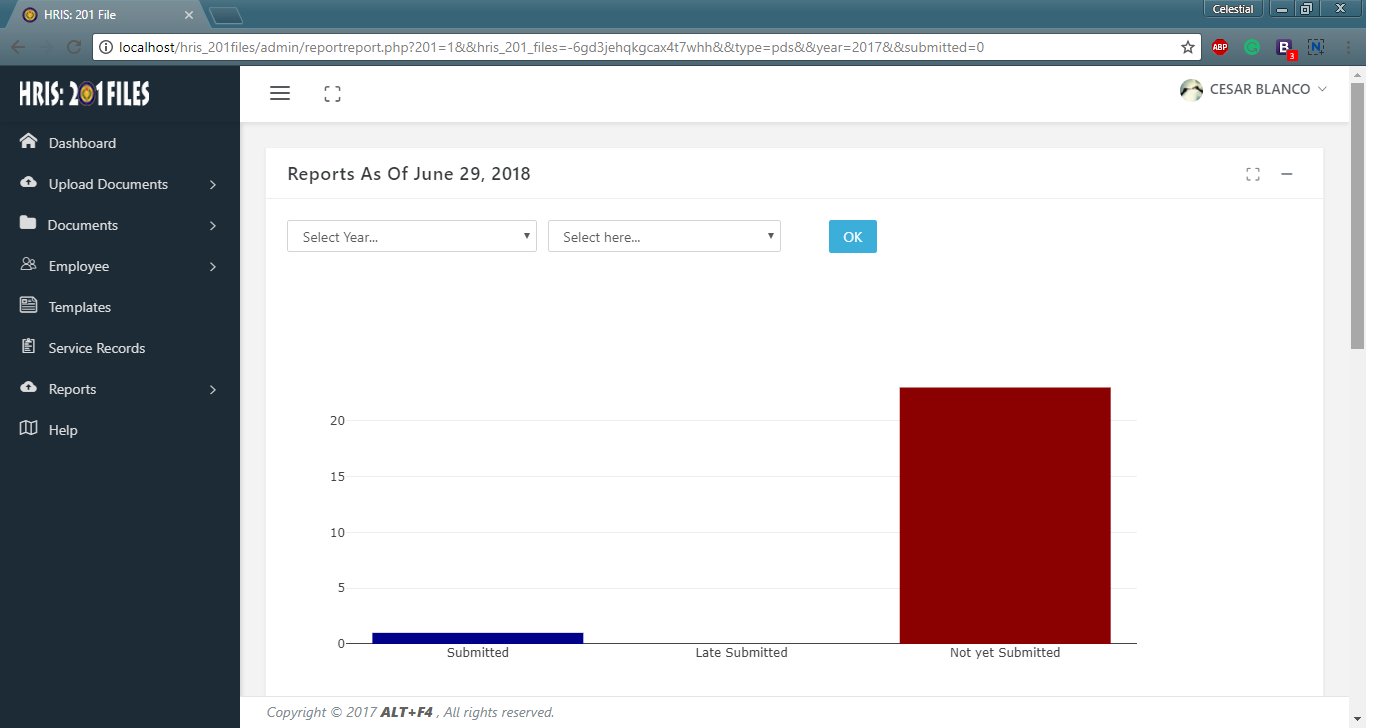 HRIS: 201 File
Celestial
localhost/hris_201files/admin/reportreport.php?201=1&&hris_201_files=-6gd3jehqkgcax4t7whh&&type=pds&&year=2017&&submitted=0
ABP
B
3
N
HRIS: 201FILES
CESAR BLANCO
Dashboard
Upload Documents
Documents
Employee
Templates
Service Records
Reports
Help
Reports As Of June 29, 2018
Select Year...
Select here...
OK
20
15
10
5
0
Submitted
Late Submitted
Not yet Submitted
Copyright © 2017 ALT+F4 , All rights reserved.